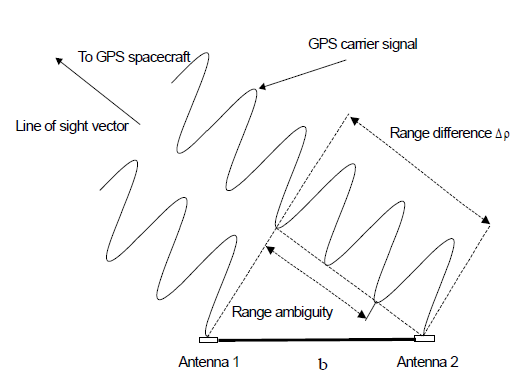 GPS carrier signal
To GPS spacecraft
Line of sight vector
Range difference Δρ
Range ambiguity
Antenna 1
b
Antenna 2